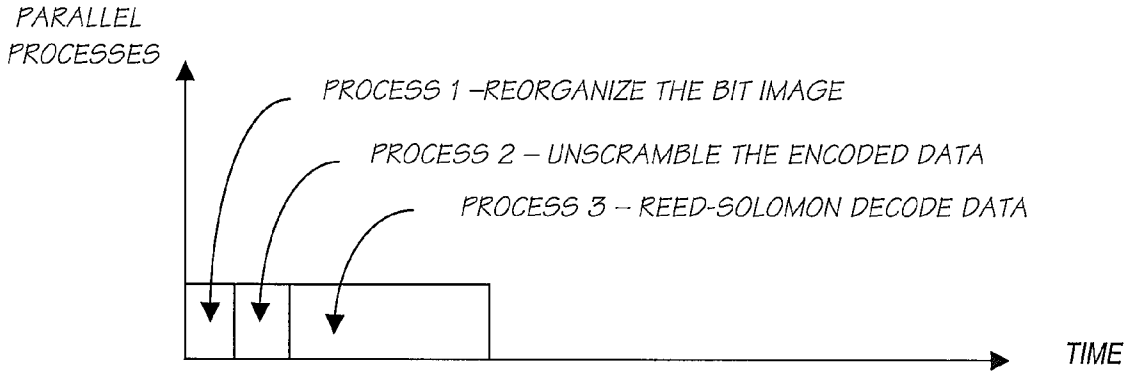 PARALLEL
PROCESSES
PROCESS 1 –REORGANIZE THE BIT IMAGE
PROCESS 2 – UNSCRAMBLE THE ENCODED DATA
PROCESS 3 – REED-SOLOMON DECODE DATA
TIME